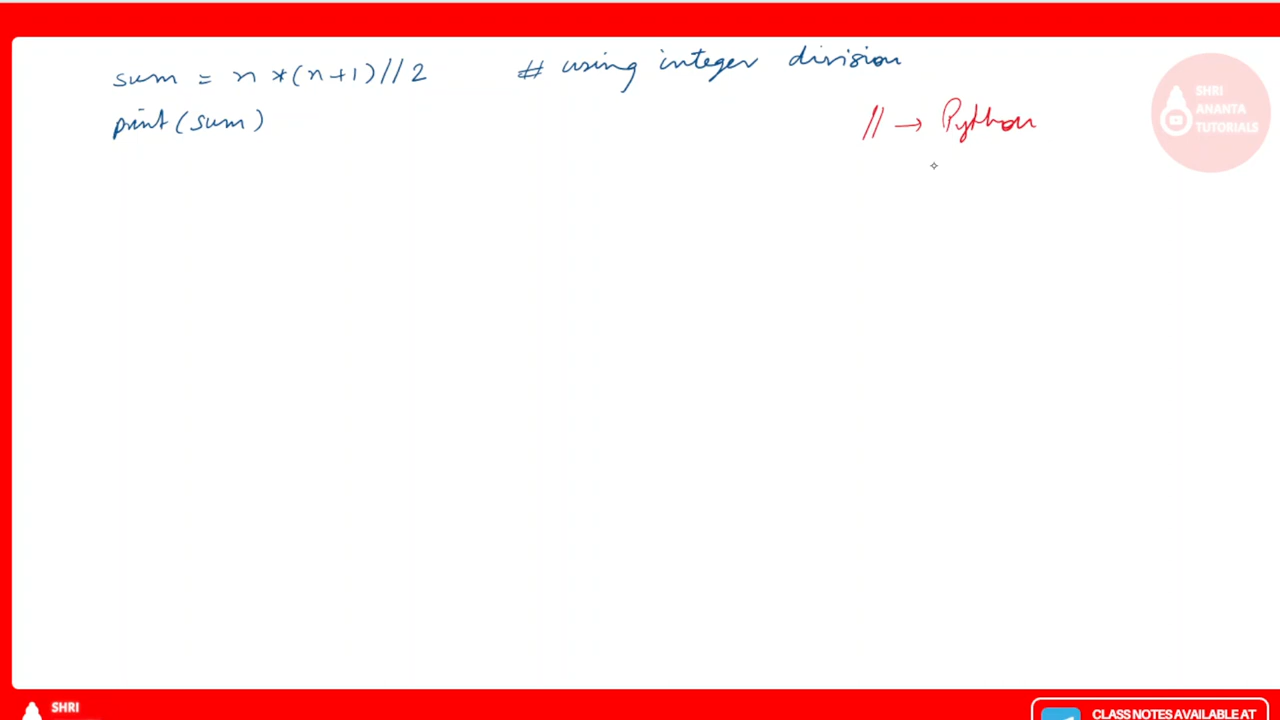 sum = n *(n+1)//2 # using integer division
print(sum)
// → Python
SHRI
ANANTA
TUTORIALS
SHRI
CLASS NOTES AVAILABLE AT